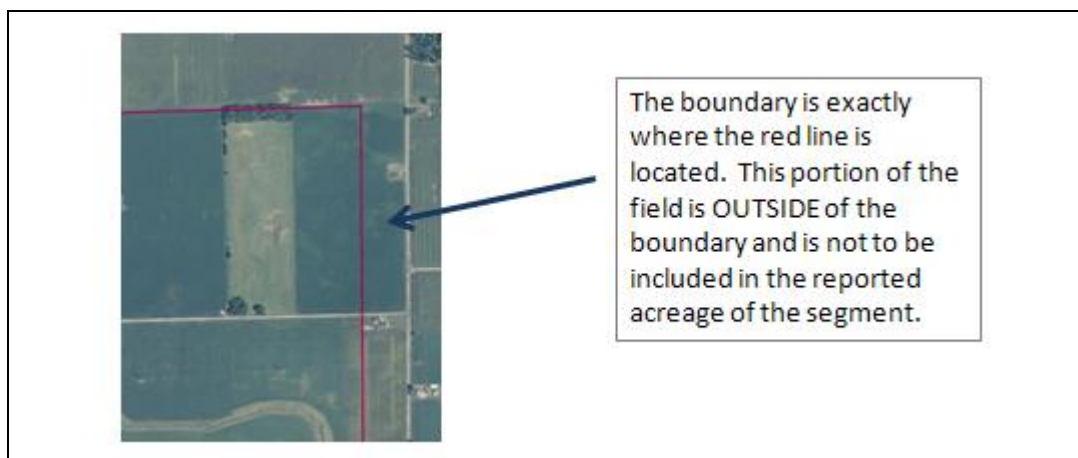 The boundary is exactly
where the red line is
located.  This portion of the
field is OUTSIDE of the
boundary and is not to be
included in the reported
acreage of the segment.